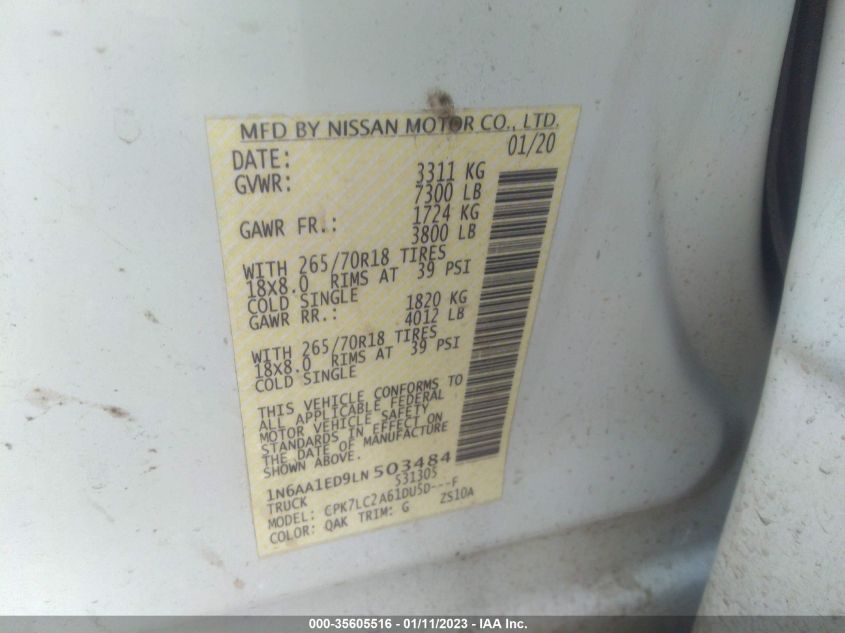 MFD BY NISSAN MOTOR CO., LTD.
DATE: 01/20
GVWR: 3311 KG
7300 LB
GAWR FR.: 1724 KG
3800 LB
WITH 265/70R18 TIRES
18X8.0 RIMS AT 39 PSI
COLD SINGLE
GAWR RR.: 1820 KG
4012 LB
WITH 265/70R18 TIRES
18X8.0 RIMS AT 39 PSI
COLD SINGLE
THIS VEHICLE CONFORMS TO
ALL APPLICABLE FEDERAL
MOTOR VEHICLE SAFETY
STANDARDS IN EFFECT ON
THE DATE OF MANUFACTURE
SHOWN ABOVE.
1N6AA1ED9LN503484
TRUCK 531305
MODEL: CPK7LC2A61DU5D---F
COLOR: QAK TRIM: G ZS10A
000-35605516 - 01/11/2023 - IAA Inc.